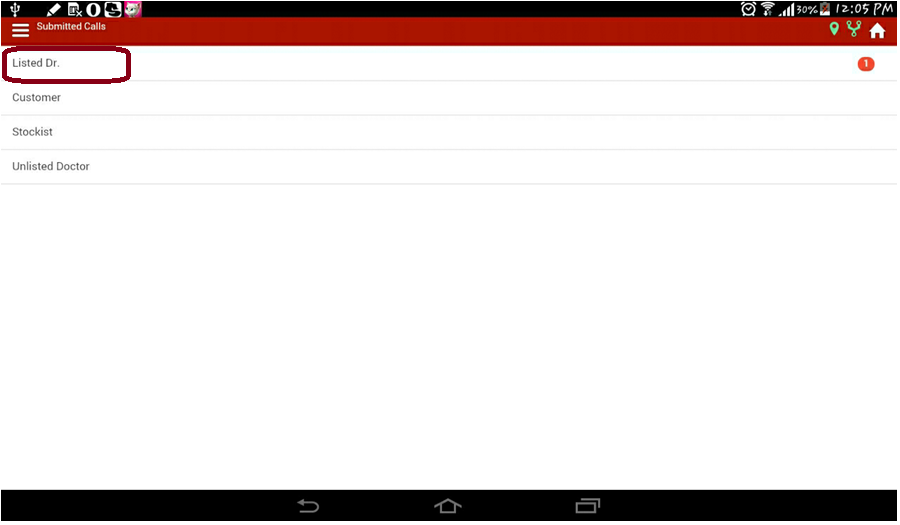 30% 12:05 PM
Submitted Calls
Listed Dr.
1
Customer
Stockist
Unlisted Doctor